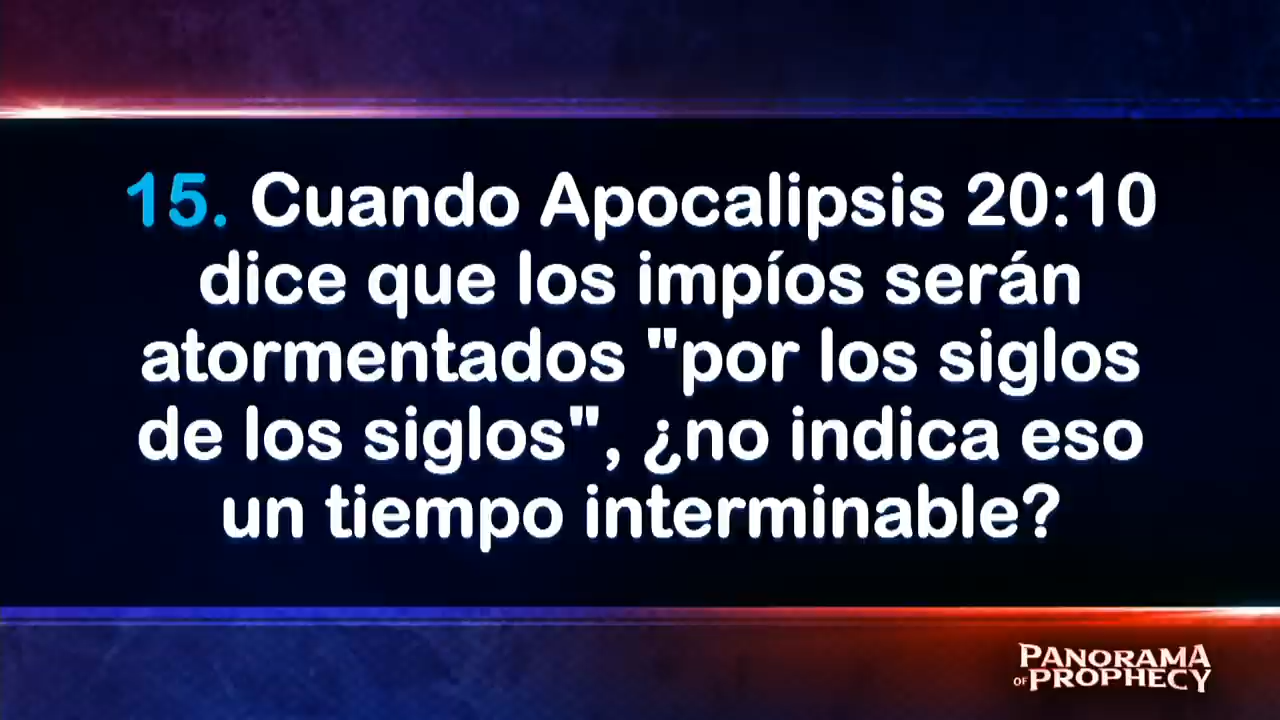 15. Cuando Apocalipsis 20:10
dice que los impíos serán
atormentados "por los siglos
de los siglos", ¿no indica eso
un tiempo interminable?
PANORAMA
OF PROPHECY